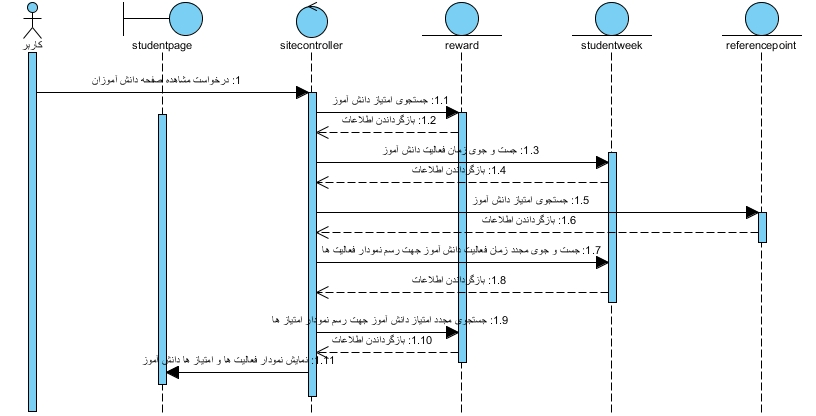 کاربر
studentpage
sitecontroller
reward
studentweek
referencepoint
1: درخواست مشاهده صفحه دانش آموزان
1.1: جستجوی امتیاز دانش آموز
1.2: بازگرداندن اطلاعات
1.3: جست و جوی زمان فعالیت دانش آموز
1.4: بازگرداندن اطلاعات
1.5: جستجوی امتیاز دانش آموز
1.6: بازگرداندن اطلاعات
1.7: جست و جوی مجدد زمان فعالیت دانش آموز جهت رسم نمودار فعالیت ها
1.8: بازگرداندن اطلاعات
1.9: جستجوی مجدد امتیاز دانش آموز جهت رسم نمودار امتیاز ها
1.10: بازگرداندن اطلاعات
1.11: نمایش نمودار فعالیت ها و امتیاز ها دانش آموز